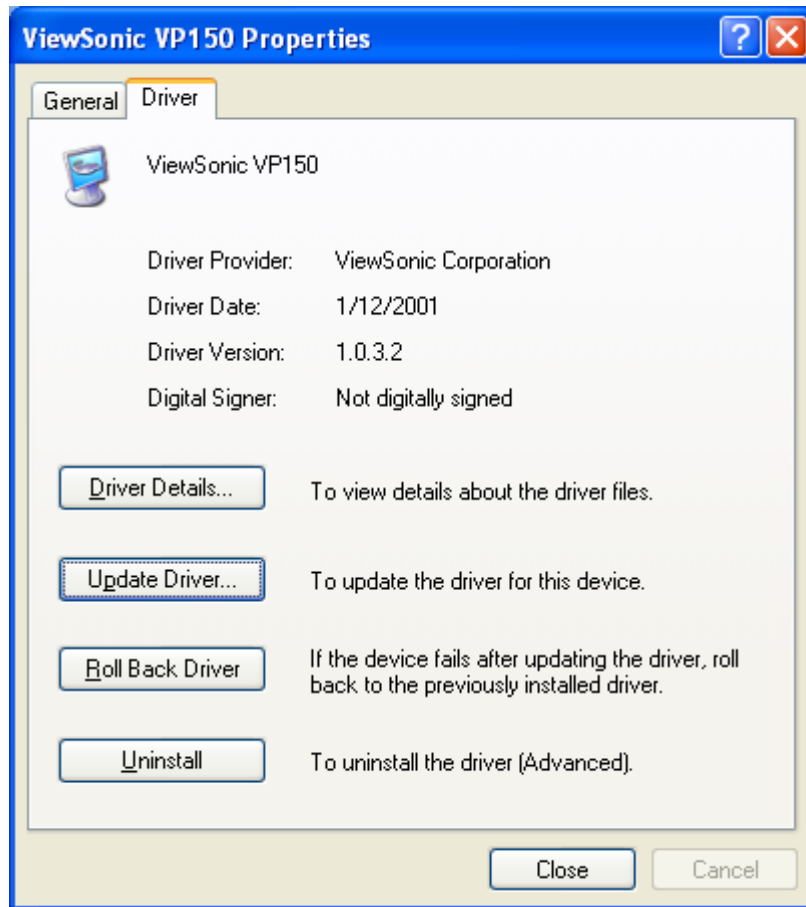 ViewSonic VP150 Properties
General Driver
ViewSonic VP150
Driver Provider: ViewSonic Corporation
Driver Date: 1/12/2001
Driver Version: 1.0.3.2
Digital Signer: Not digitally signed
Driver Details... To view details about the driver files.
Update Driver... To update the driver for this device.
Roll Back Driver If the device fails after updating the driver, roll
back to the previously installed driver.
Uninstall To uninstall the driver (Advanced).
Close Cancel